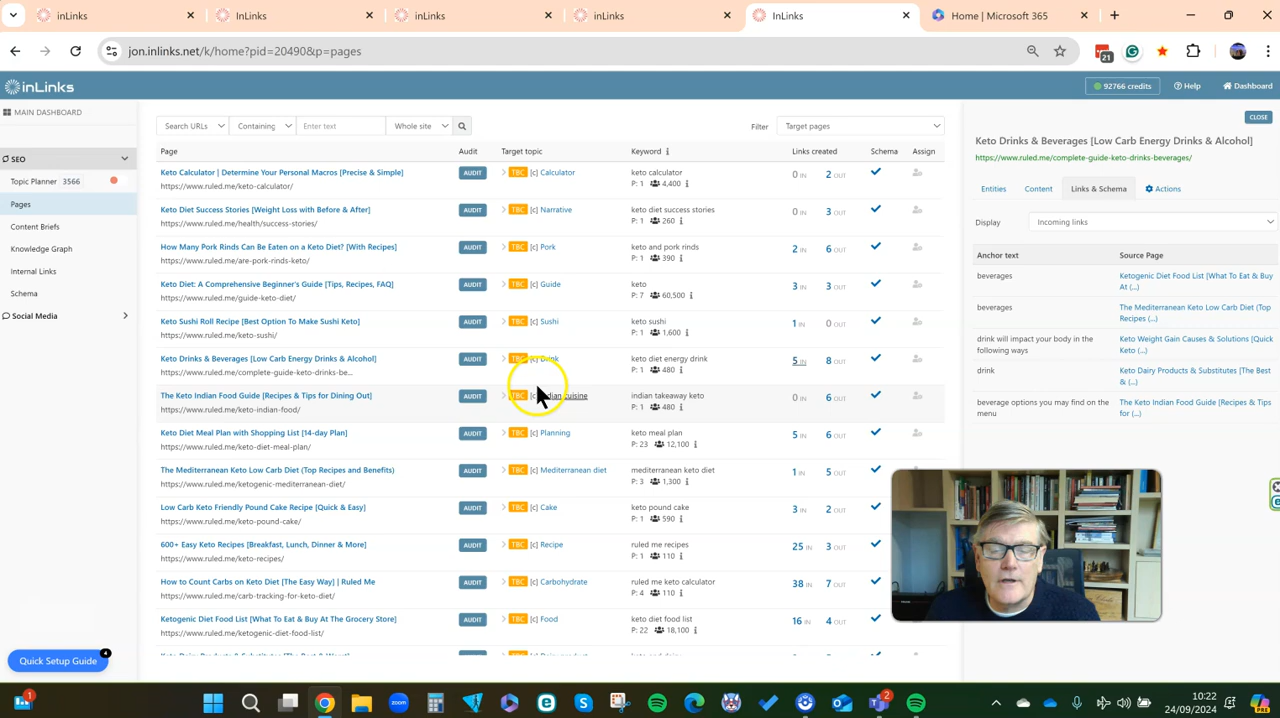 inLinks
InLinks
inLinks
inLinks
InLinks
Home | Microsoft 365
jon.inlinks.net/k/home?pid=20490&p=pages
21
inLinks
92766 credits
Help
Dashboard
MAIN DASHBOARD
SEO
Topic Planner 3566
Pages
Content Briefs
Knowledge Graph
Internal Links
Schema
Social Media
Quick Setup Guide
4
Search URLs
Containing
Enter text
Whole site
Filter
Target pages
Page
Audit
Target topic
Keyword
Links created
Schema
Assign
Keto Calculator | Determine Your Personal Macros [Precise & Simple] AUDIT TBC [c] Calculator keto calculator 0 IN 2 OUT
https://www.ruled.me/keto-calculator/ P: 1 4,400
Keto Diet Success Stories [Weight Loss with Before & After] AUDIT TBC [c] Narrative keto diet success stories 0 IN 3 OUT
https://www.ruled.me/health/success-stories/ P: 1 260
How Many Pork Rinds Can Be Eaten on a Keto Diet? [With Recipes] AUDIT TBC [c] Pork keto and pork rinds 2 IN 6 OUT
https://www.ruled.me/are-pork-rinds-keto/ P: 1 390
Keto Diet: A Comprehensive Beginner's Guide [Tips, Recipes, FAQ] AUDIT TBC [c] Guide keto 3 IN 3 OUT
https://www.ruled.me/guide-keto-diet/ P: 7 60,500
Keto Sushi Roll Recipe [Best Option To Make Sushi Keto] AUDIT TBC [c] Sushi keto sushi 1 IN 0 OUT
https://www.ruled.me/keto-sushi/ P: 1 1,600
Keto Drinks & Beverages [Low Carb Energy Drinks & Alcohol] AUDIT TBC [c] Drink keto diet energy drink 5 IN 8 OUT
https://www.ruled.me/complete-guide-keto-drinks-be... P: 1 480
The Keto Indian Food Guide [Recipes & Tips for Dining Out] AUDIT TBC cuisine indian takeaway keto 0 IN 6 OUT
https://www.ruled.me/keto-indian-food/ P: 1 480
Keto Diet Meal Plan with Shopping List [14-day Plan] AUDIT TBC [c] Planning keto meal plan 5 IN 6 OUT
https://www.ruled.me/keto-diet-meal-plan/ P: 23 12,100
The Mediterranean Keto Low Carb Diet (Top Recipes and Benefits) AUDIT TBC [c] Mediterranean diet mediterranean keto diet 1 IN 5 OUT
https://www.ruled.me/ketogenic-mediterranean-diet/ P: 3 1,300
Low Carb Keto Friendly Pound Cake Recipe [Quick & Easy] AUDIT TBC [c] Cake keto pound cake 3 IN 2 OUT
https://www.ruled.me/keto-pound-cake/ P: 1 590
600+ Easy Keto Recipes [Breakfast, Lunch, Dinner & More] AUDIT TBC [c] Recipe ruled me recipes 25 IN 3 OUT
https://www.ruled.me/keto-recipes/ P: 1 110
How to Count Carbs on Keto Diet [The Easy Way] | Ruled Me AUDIT TBC [c] Carbohydrate ruled me keto calculator 38 IN 7 OUT
https://www.ruled.me/carb-tracking-for-keto-diet/ P: 4 110
Ketogenic Diet Food List [What To Eat & Buy At The Grocery Store] AUDIT TBC [c] Food keto diet food list 16 IN 4 OUT
https://www.ruled.me/ketogenic-diet-food-list/ P: 22 18,100
CLOSE
Keto Drinks & Beverages [Low Carb Energy Drinks & Alcohol]
https://www.ruled.me/complete-guide-keto-drinks-beverages/
Entities
Content
Links & Schema
Actions
Display
Incoming links
Anchor text
Source Page
beverages Ketogenic Diet Food List [What To Eat & Buy
At (...)
beverages The Mediterranean Keto Low Carb Diet (Top
Recipes (...)
drink will impact your body in the Keto Weight Gain Causes & Solutions [Quick
following ways Keto (...)
drink Keto Dairy Products & Substitutes [The Best
& (...)
beverage options you may find on the The Keto Indian Food Guide [Recipes & Tips
menu for (...)
1
zoom
2
10:22
24/09/2024
PRE